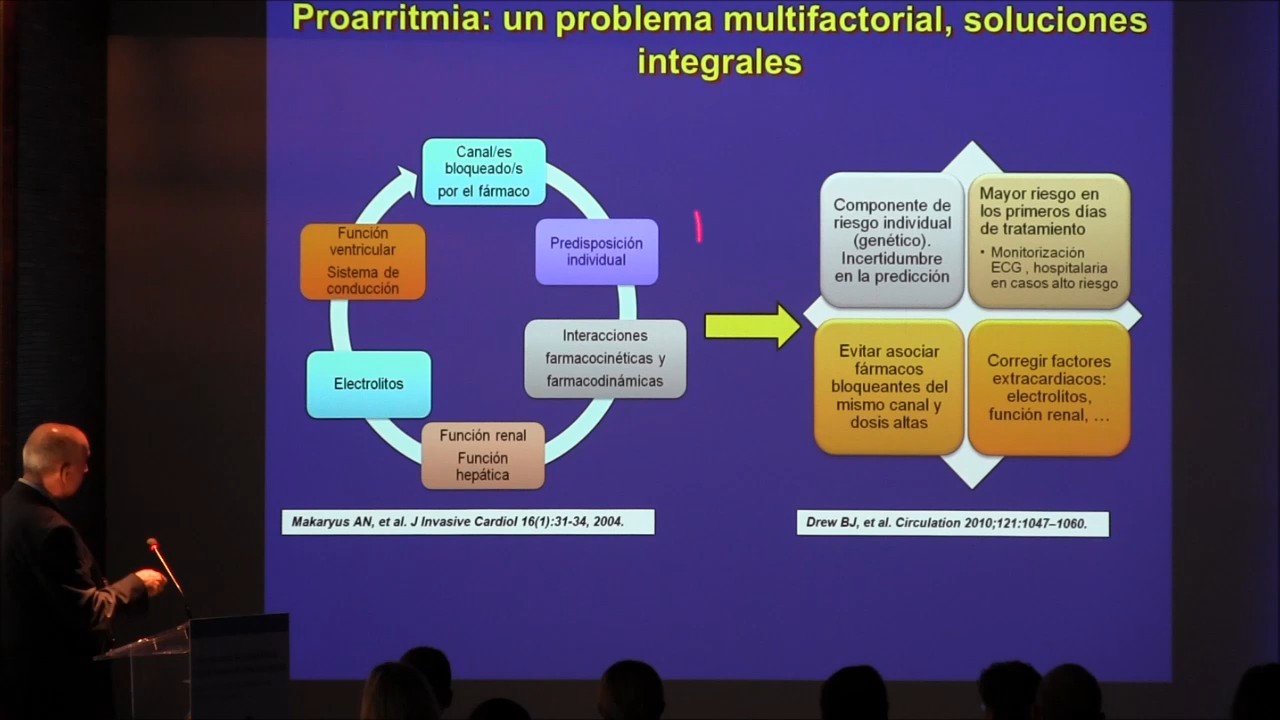 Proarritmia: un problema multifactorial, soluciones
integrales
Canal/es
bloqueado/s
por el fármaco
Predisposición
individual
Interacciones
farmacocinéticas y
farmacodinámicas
Función renal
Función
hepática
Electrolitos
Función
ventricular
Sistema de
conducción
Makaryus AN, et al. J Invasive Cardiol 16(1):31-34, 2004.
Componente de
riesgo individual
(genético).
Incertidumbre
en la predicción
Mayor riesgo en
los primeros días
de tratamiento
• Monitorización
ECG , hospitalaria
en casos alto riesgo
Evitar asociar
fármacos
bloqueantes del
mismo canal y
dosis altas
Corregir factores
extracardiacos:
electrolitos,
función renal, …
Drew BJ, et al. Circulation 2010;121:1047–1060.